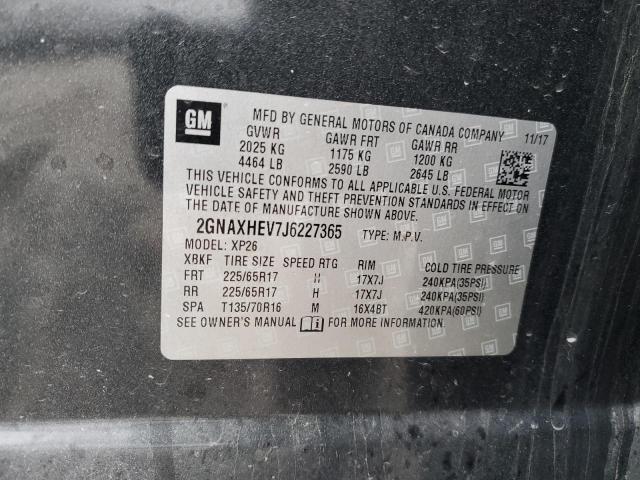 GM
MFD BY GENERAL MOTORS OF CANADA COMPANY 11/17
GVWR GAWR FRT GAWR RR
2025 KG 1175 KG 1200 KG
4464 LB 2590 LB 2645 LB
THIS VEHICLE CONFORMS TO ALL APPLICABLE U.S. FEDERAL MOTOR
VEHICLE SAFETY AND THEFT PREVENTION STANDARDS IN EFFECT ON
THE DATE OF MANUFACTURE SHOWN ABOVE.
2GNAXHEV7J6227365 TYPE: M.P.V.
MODEL: XP26
XBKF TIRE SIZE SPEED RTG RIM COLD TIRE PRESSURE
FRT 225/65R17 H 17X7J 240KPA(35PSI)
RR 225/65R17 H 17X7J 240KPA(35PSI)
SPA T135/70R16 M 16X4BT 420KPA(60PSI)
SEE OWNER'S MANUAL FOR MORE INFORMATION.